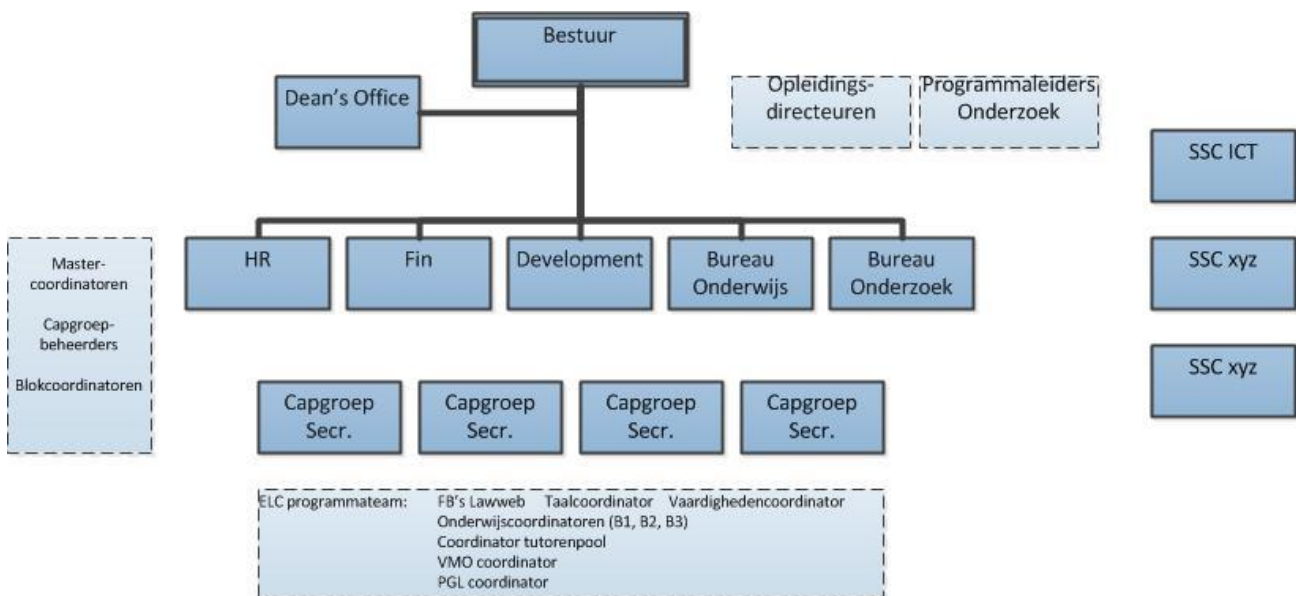 Bestuur
Dean's Office
Opleidings-
directeuren
Programmaleiders
Onderzoek
SSC ICT
HR
Fin
Development
Bureau
Onderwijs
Bureau
Onderzoek
SSC xyz
Master-
coordinatoren
Capgroep-
beheerders
Blokcoordinatoren
SSC xyz
Capgroep
Secr.
Capgroep
Secr.
Capgroep
Secr.
Capgroep
Secr.
ELC programmateam: FB's Lawweb Taalcoordinator Vaardighedencoordinator
Onderwijscoordinatoren (B1, B2, B3)
Coordinator tutorenpool
VMO coordinator
PGL coordinator